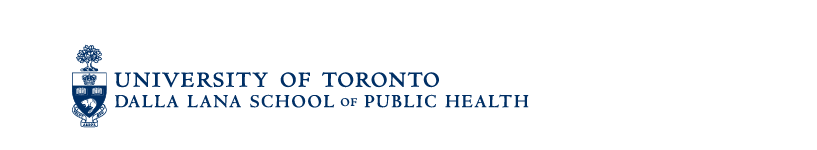 UNIVERSITY OF TORONTO
DALLA LANA SCHOOL OF PUBLIC HEALTH